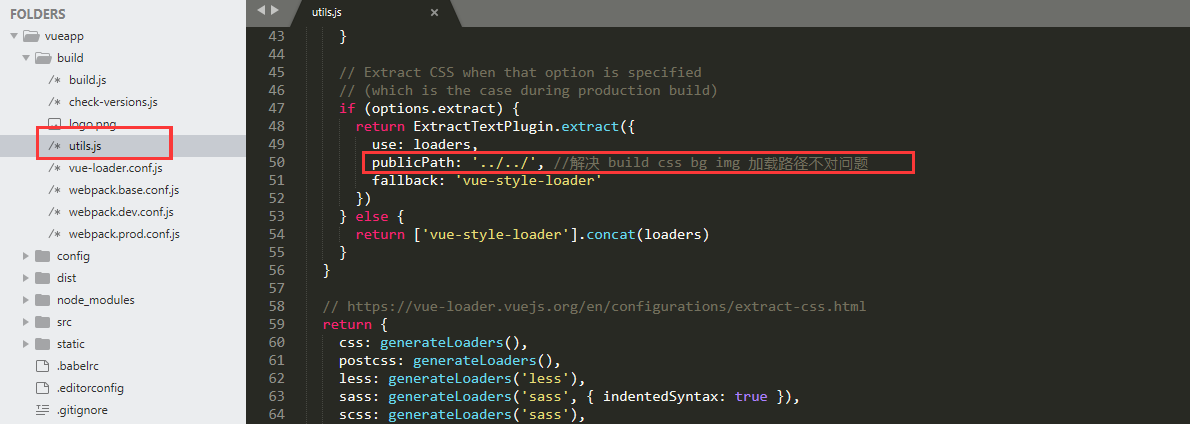 FOLDERS
vueapp
build
/* build.js
/* check-versions.js
logo.png
/* utils.js
/* vue-loader.conf.js
/* webpack.base.conf.js
/* webpack.dev.conf.js
/* webpack.prod.conf.js
config
dist
node_modules
src
static
.babelrc
.editorconfig
.gitignore
utils.js ×
43 }
44
45 // Extract CSS when that option is specified
46 // (which is the case during production build)
47 if (options.extract) {
48 return ExtractTextPlugin.extract({
49 use: loaders,
50 publicPath: '../../', //解决 build css bg img 加载路径不对问题
51 fallback: 'vue-style-loader'
52 })
53 } else {
54 return ['vue-style-loader'].concat(loaders)
55 }
56 }
57
58 // https://vue-loader.vuejs.org/en/configurations/extract-css.html
59 return {
60 css: generateLoaders(),
61 postcss: generateLoaders(),
62 less: generateLoaders('less'),
63 sass: generateLoaders('sass', { indentedSyntax: true }),
64 scss: generateLoaders('sass'),